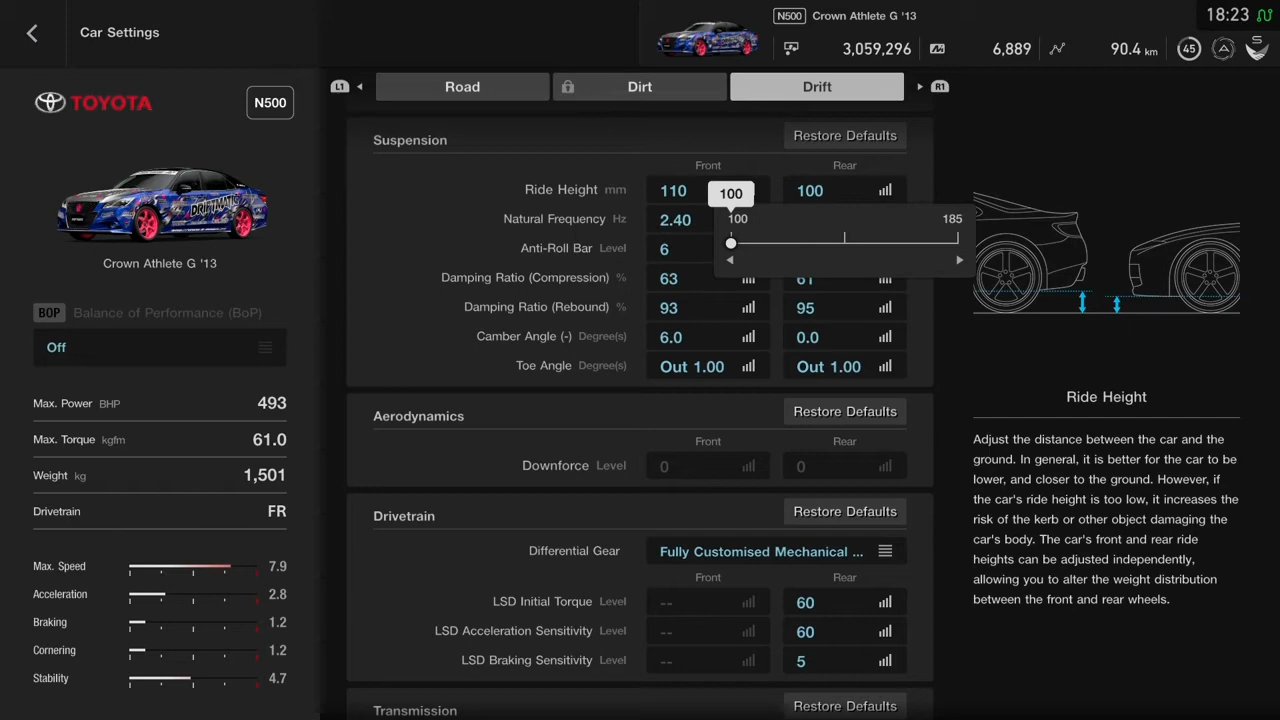 Car Settings
N500 Crown Athlete G '13
3,059,296 6,889 90.4 km 45 A S
18:23
TOYOTA N500
DRIFTMATIC
Crown Athlete G '13
BOP Balance of Performance (BoP)
Off
Max. Power BHP 493
Max. Torque kgfm 61.0
Weight kg 1,501
Drivetrain FR
Max. Speed 7.9
Acceleration 2.8
Braking 1.2
Cornering 1.2
Stability 4.7
L1 Road Dirt Drift R1
Suspension Restore Defaults
Front Rear
Ride Height mm 110 100
100
100 185
Natural Frequency Hz 2.40
Anti-Roll Bar Level 6
Damping Ratio (Compression) % 63 61
Damping Ratio (Rebound) % 93 95
Camber Angle (-) Degree(s) 6.0 0.0
Toe Angle Degree(s) Out 1.00 Out 1.00
Aerodynamics Restore Defaults
Front Rear
Downforce Level 0 0
Drivetrain Restore Defaults
Differential Gear Fully Customised Mechanical ...
Front Rear
LSD Initial Torque Level -- 60
LSD Acceleration Sensitivity Level -- 60
LSD Braking Sensitivity Level -- 5
Transmission Restore Defaults
Ride Height
Adjust the distance between the car and the
ground. In general, it is better for the car to be
lower, and closer to the ground. However, if
the car's ride height is too low, it increases the
risk of the kerb or other object damaging the
car's body. The car's front and rear ride
heights can be adjusted independently,
allowing you to alter the weight distribution
between the front and rear wheels.